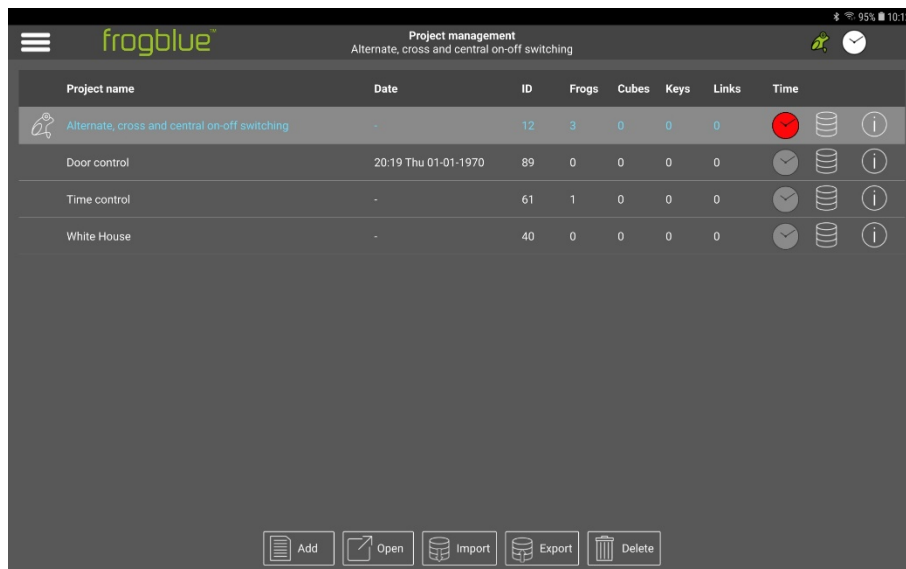 95% 10:1
frogblue™
Project management
Alternate, cross and central on-off switching
Project name Date ID Frogs Cubes Keys Links Time
Alternate, cross and central on-off switching - 12 3 0 0 0
Door control 20:19 Thu 01-01-1970 89 0 0 0 0
Time control - 61 1 0 0 0
White House - 40 0 0 0 0
Add Open Import Export Delete